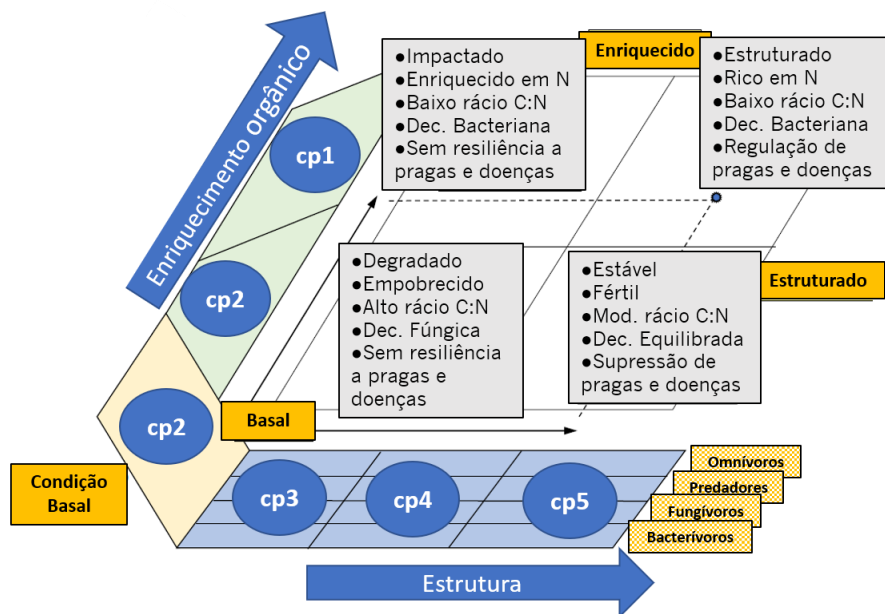 Enriquecimento orgânico
cp1
cp2
cp2
Condição
Basal
Basal
●Impactado
●Enriquecido em N
●Baixo rácio C:N
●Dec. Bacteriana
●Sem resiliência a
pragas e doenças
Enriquecido
●Estruturado
●Rico em N
●Baixo rácio C:N
●Dec. Bacteriana
●Regulação de
pragas e doenças
●Degradado
●Empobrecido
●Alto rácio C:N
●Dec. Fúngica
●Sem resiliência
a pragas e
doenças
●Estável
●Fértil
●Mod. rácio C:N
●Dec. Equilibrada
●Supressão de
pragas e doenças
Estruturado
cp3
cp4
cp5
Omnívoros
Predadores
Fungívoros
Bacterívoros
Estrutura